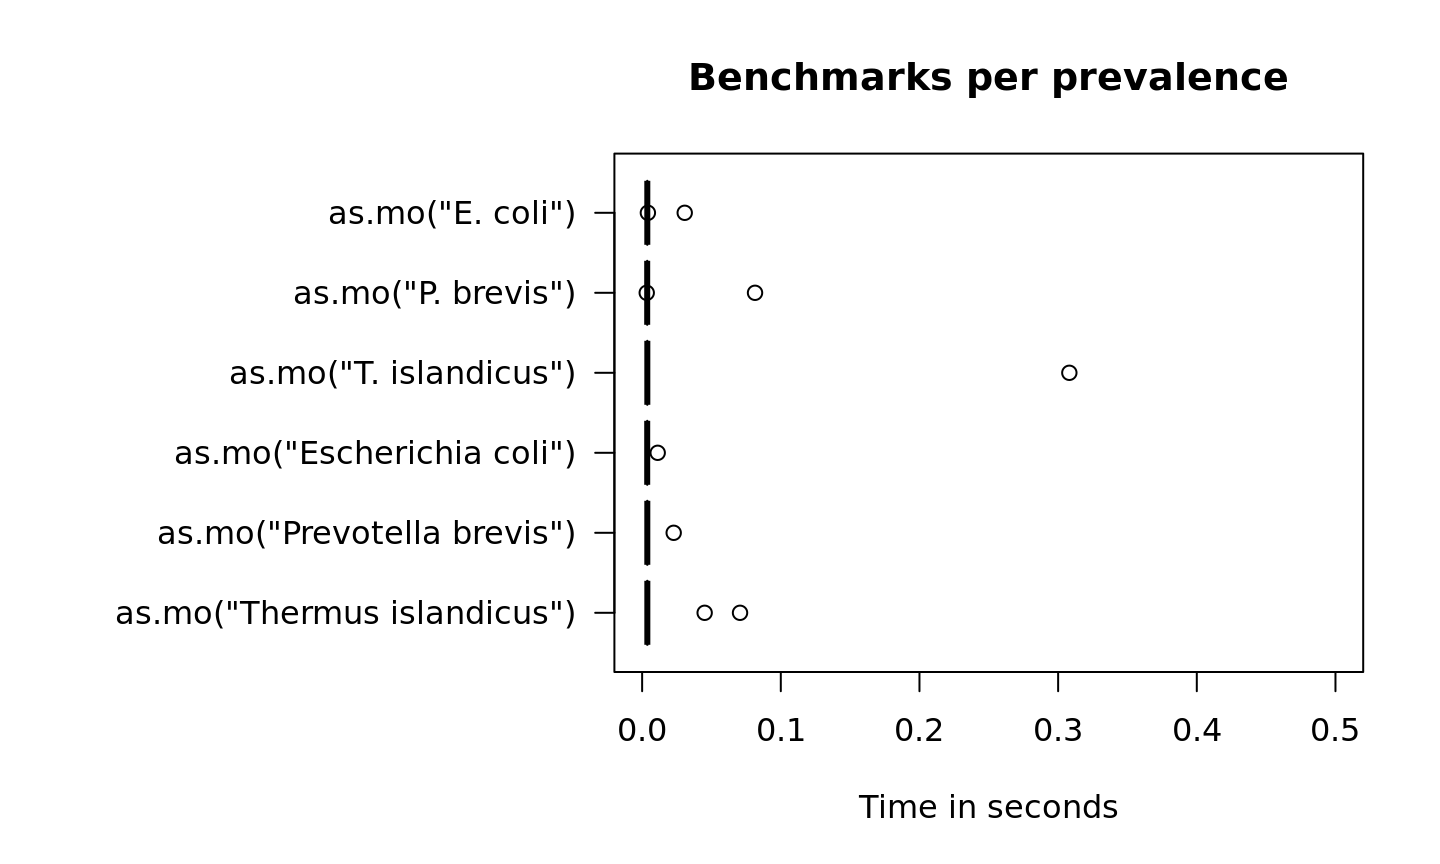 Benchmarks per prevalence
as.mo("E. coli")
as.mo("P. brevis")
as.mo("T. islandicus")
as.mo("Escherichia coli")
as.mo("Prevotella brevis")
as.mo("Thermus islandicus")
0.0 0.1 0.2 0.3 0.4 0.5
Time in seconds